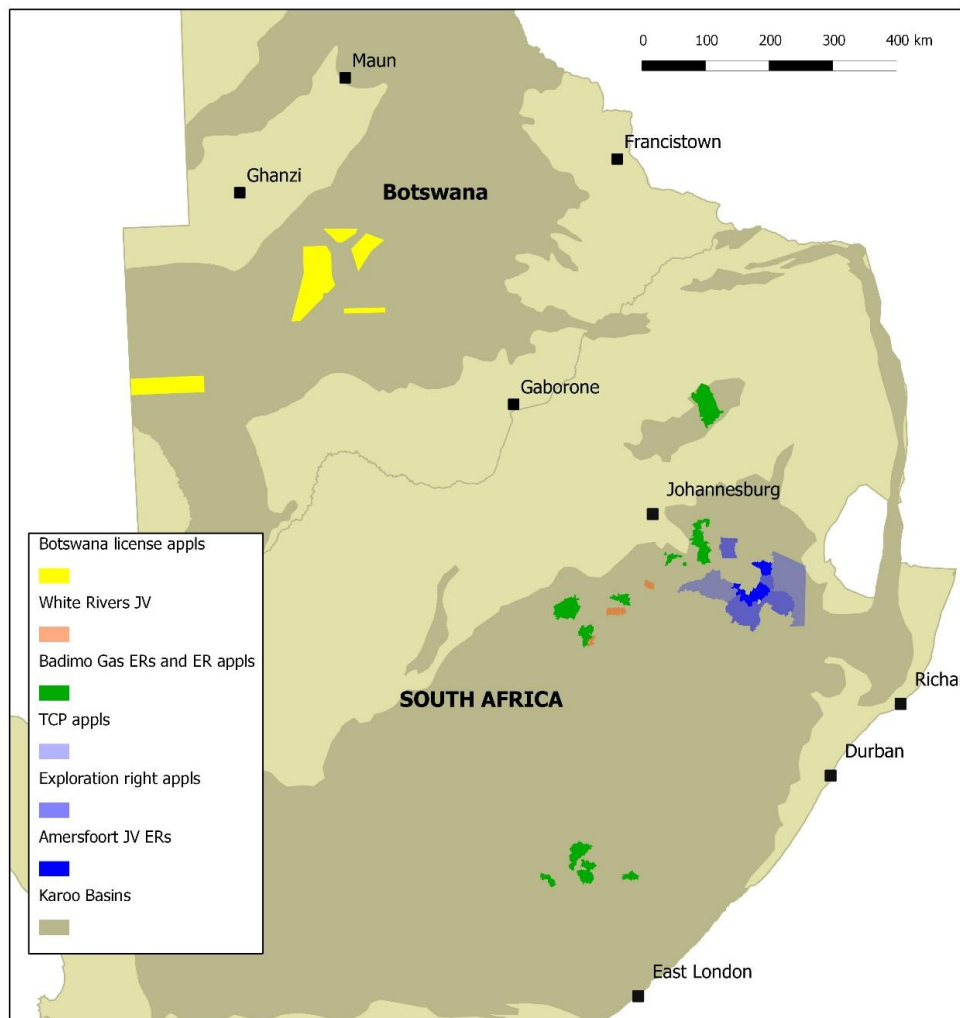 0 100 200 300 400 km
Maun
Francistown
Ghanzi
Botswana
Gaborone
Johannesburg
Botswana license appls
White Rivers JV
Badimo Gas ERs and ER appls
TCP appls
Exploration right appls
Amersfoort JV ERs
Karoo Basins
SOUTH AFRICA
Richar
Durban
East London